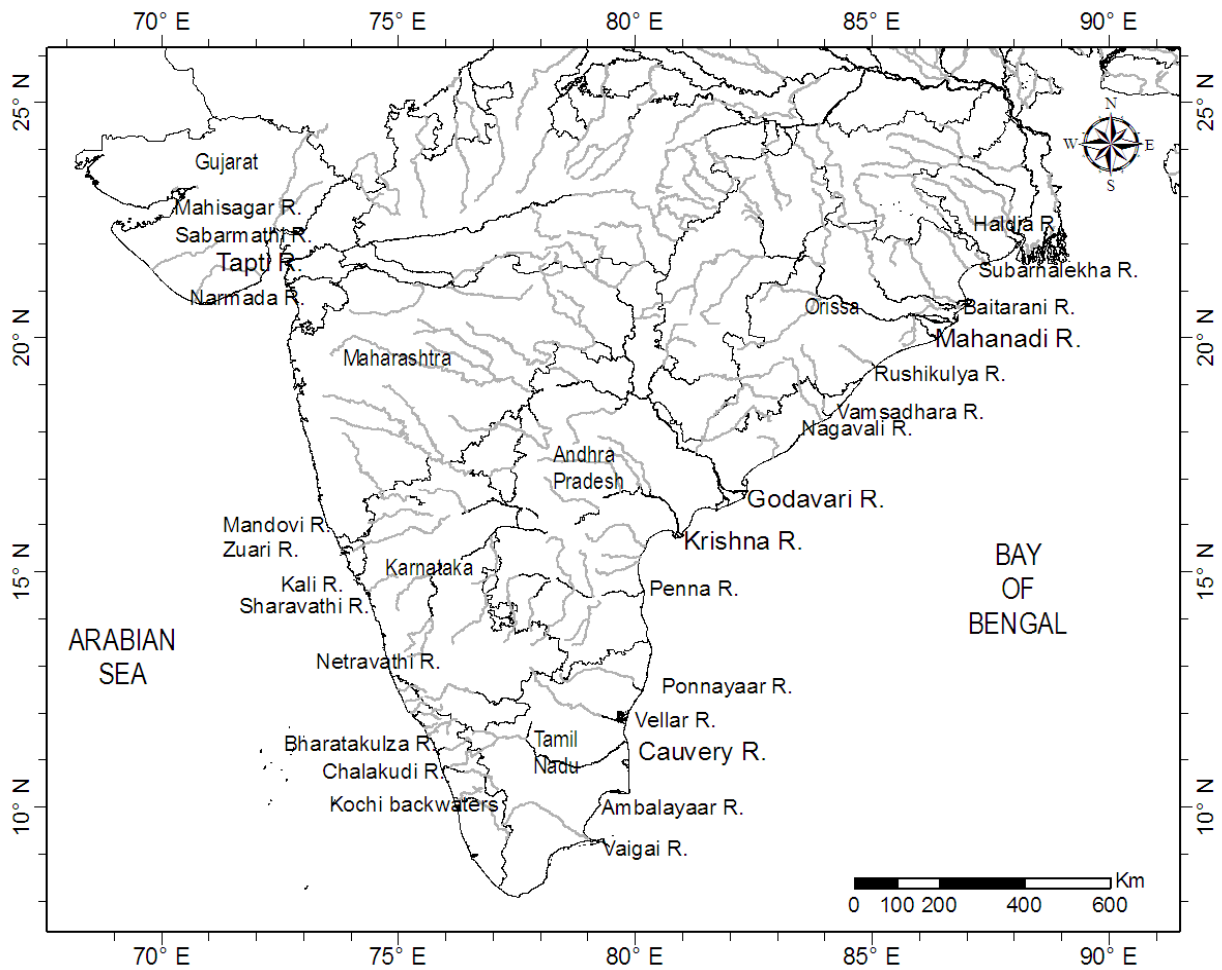 70° E 75° E 80° E 85° E 90° E
25° N 25° N
N
W E
S
Gujarat
Mahisagar R.
Sabarmathi R.
Tapti R.
Narmada R.
Haldia R.
Subarnalekha R.
Orissa
Baitarani R.
Mahanadi R.
20° N 20° N
Maharashtra
Rushikulya R.
Vamsadhara R.
Nagavali R.
Andhra
Pradesh
Godavari R.
Mandovi R.
Zuari R.
Krishna R.
15° N 15° N
Karnataka
Kali R.
Sharavathi R.
Penna R.
BAY
OF
BENGAL
ARABIAN
SEA
Netravathi R.
Ponnayaar R.
Vellar R.
Bharatakulza R.
Tamil
Nadu
Cauvery R.
Chalakudi R.
Kochi backwaters
Ambalayaar R.
10° N 10° N
Vaigai R.
Km
0 100 200 400 600
70° E 75° E 80° E 85° E 90° E